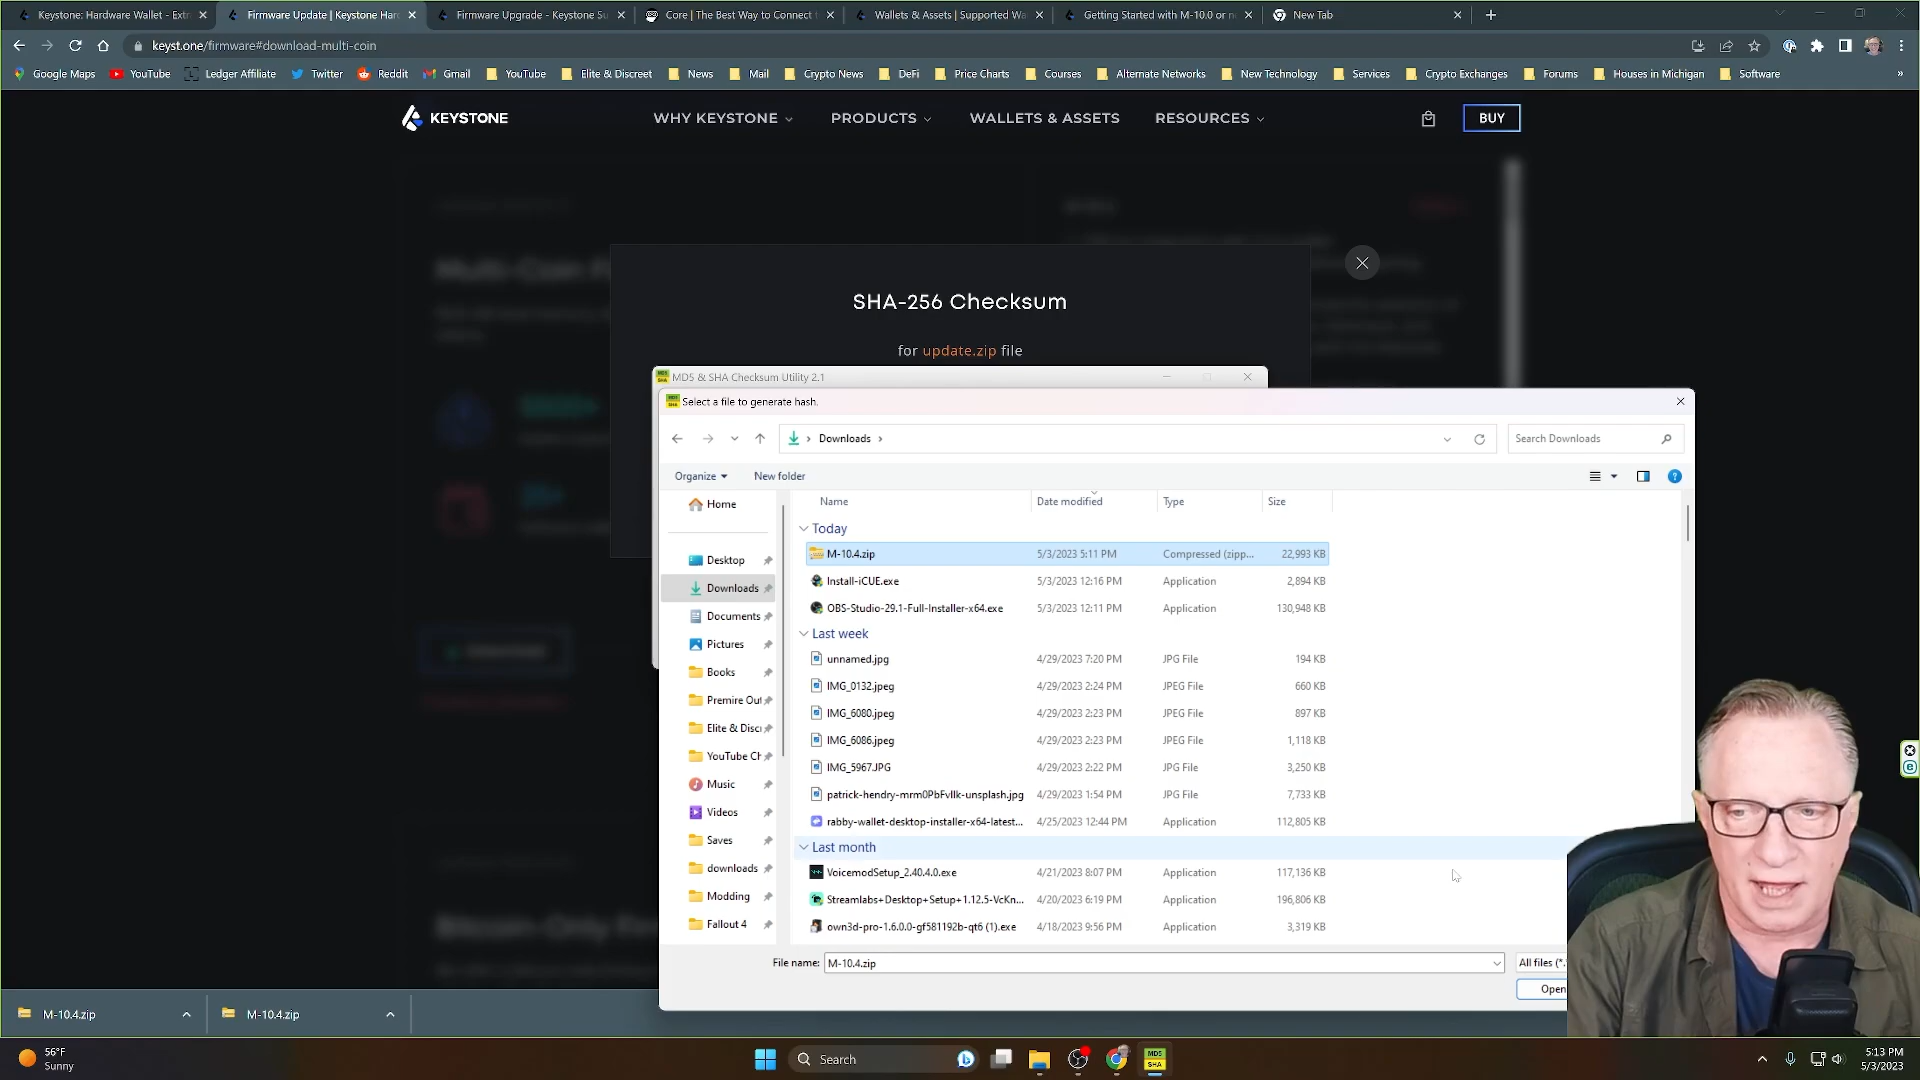 Keystone: Hardware Wallet - Extr
Firmware Update | Keystone Har
Firmware Upgrade - Keystone Su
Core | The Best Way to Connect t
Wallets & Assets | Supported Wa
Getting Started with M-10.0 or n
New Tab
keyst.one/firmware#download-multi-coin
Google Maps
YouTube
Ledger Affiliate
Twitter
Reddit
Gmail
YouTube
Elite & Discreet
News
Mail
Crypto News
DeFi
Price Charts
Courses
Alternate Networks
New Technology
Services
Crypto Exchanges
Forums
Houses in Michigan
Software
KEYSTONE
WHY KEYSTONE
PRODUCTS
WALLETS & ASSETS
RESOURCES
BUY
SHA-256 Checksum
for update.zip file
MD5 & SHA Checksum Utility 2.1
Select a file to generate hash.
Downloads
Search Downloads
Organize
New folder
Home
Desktop
Downloads
Documents
Pictures
Books
Premire Out
Elite & Disc
YouTube Ch
Music
Videos
Saves
downloads
Modding
Fallout 4
Name Date modified Type Size
Today
M-10.4.zip 5/3/2023 5:11 PM Compressed (zipp... 22,993 KB
Install-iCUE.exe 5/3/2023 12:16 PM Application 2,894 KB
OBS-Studio-29.1-Full-Installer-x64.exe 5/3/2023 12:11 PM Application 130,948 KB
Last week
unnamed.jpg 4/29/2023 7:20 PM JPG File 194 KB
IMG_0132.jpeg 4/29/2023 2:24 PM JPEG File 660 KB
IMG_6080.jpeg 4/29/2023 2:23 PM JPEG File 897 KB
IMG_6086.jpeg 4/29/2023 2:23 PM JPEG File 1,118 KB
IMG_5967.JPG 4/29/2023 2:22 PM JPG File 3,250 KB
patrick-hendry-mrm0PbFvIIk-unsplash.jpg 4/29/2023 1:54 PM JPG File 7,733 KB
rabby-wallet-desktop-installer-x64-latest... 4/25/2023 12:44 PM Application 112,805 KB
Last month
VoicemodSetup_2.40.4.0.exe 4/21/2023 8:07 PM Application 117,136 KB
Streamlabs+Desktop+Setup+1.12.5-VcKn... 4/20/2023 6:19 PM Application 196,806 KB
own3d-pro-1.6.0.0-gf581192b-qt6 (1).exe 4/18/2023 9:56 PM Application 3,319 KB
File name: M-10.4.zip
All files (*.*
Open
M-10.4.zip
M-10.4.zip
56°F
Sunny
Search
MD5
SHA
5:13 PM
5/3/2023